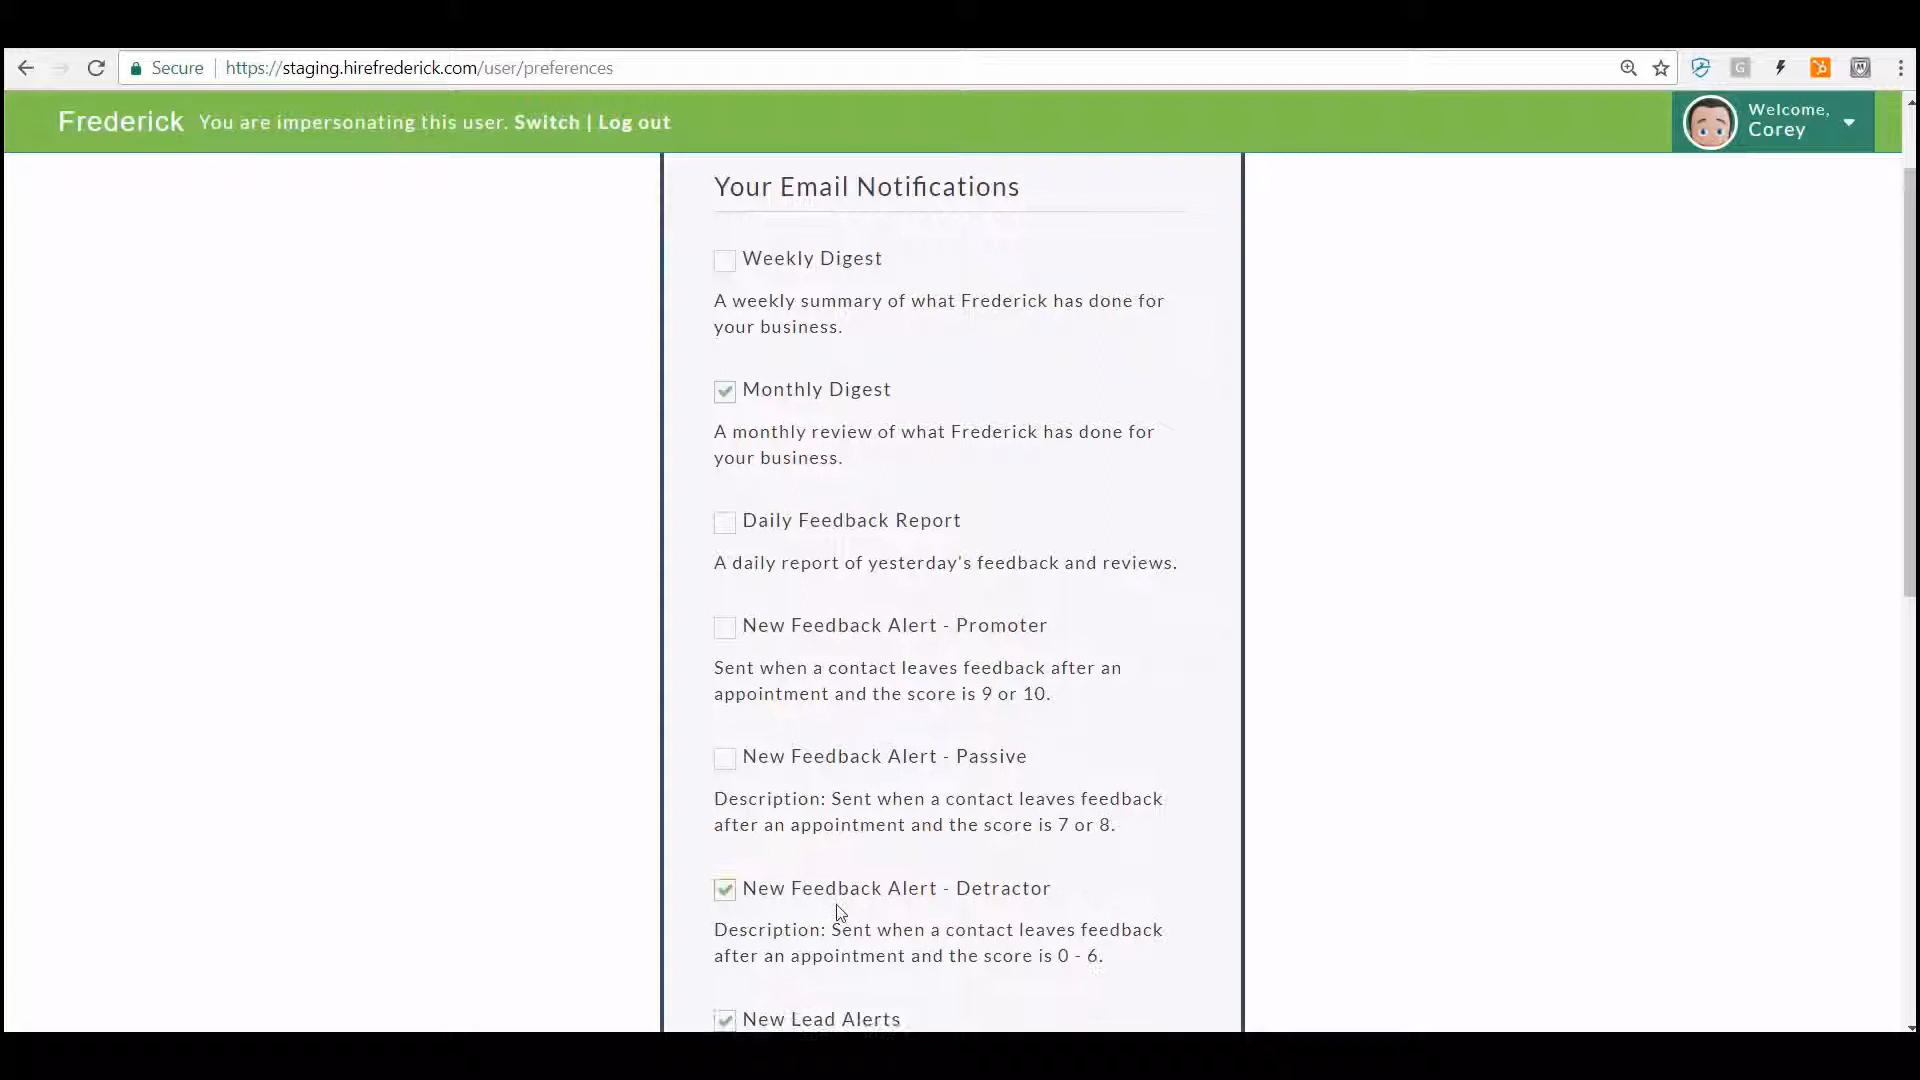 Secure https://staging.hirefrederick.com/user/preferences
Frederick You are impersonating this user. Switch | Log out
Welcome,
Corey
Your Email Notifications
Weekly Digest
A weekly summary of what Frederick has done for
your business.
Monthly Digest
A monthly review of what Frederick has done for
your business.
Daily Feedback Report
A daily report of yesterday's feedback and reviews.
New Feedback Alert - Promoter
Sent when a contact leaves feedback after an
appointment and the score is 9 or 10.
New Feedback Alert - Passive
Description: Sent when a contact leaves feedback
after an appointment and the score is 7 or 8.
New Feedback Alert - Detractor
Description: Sent when a contact leaves feedback
after an appointment and the score is 0 - 6.
New Lead Alerts